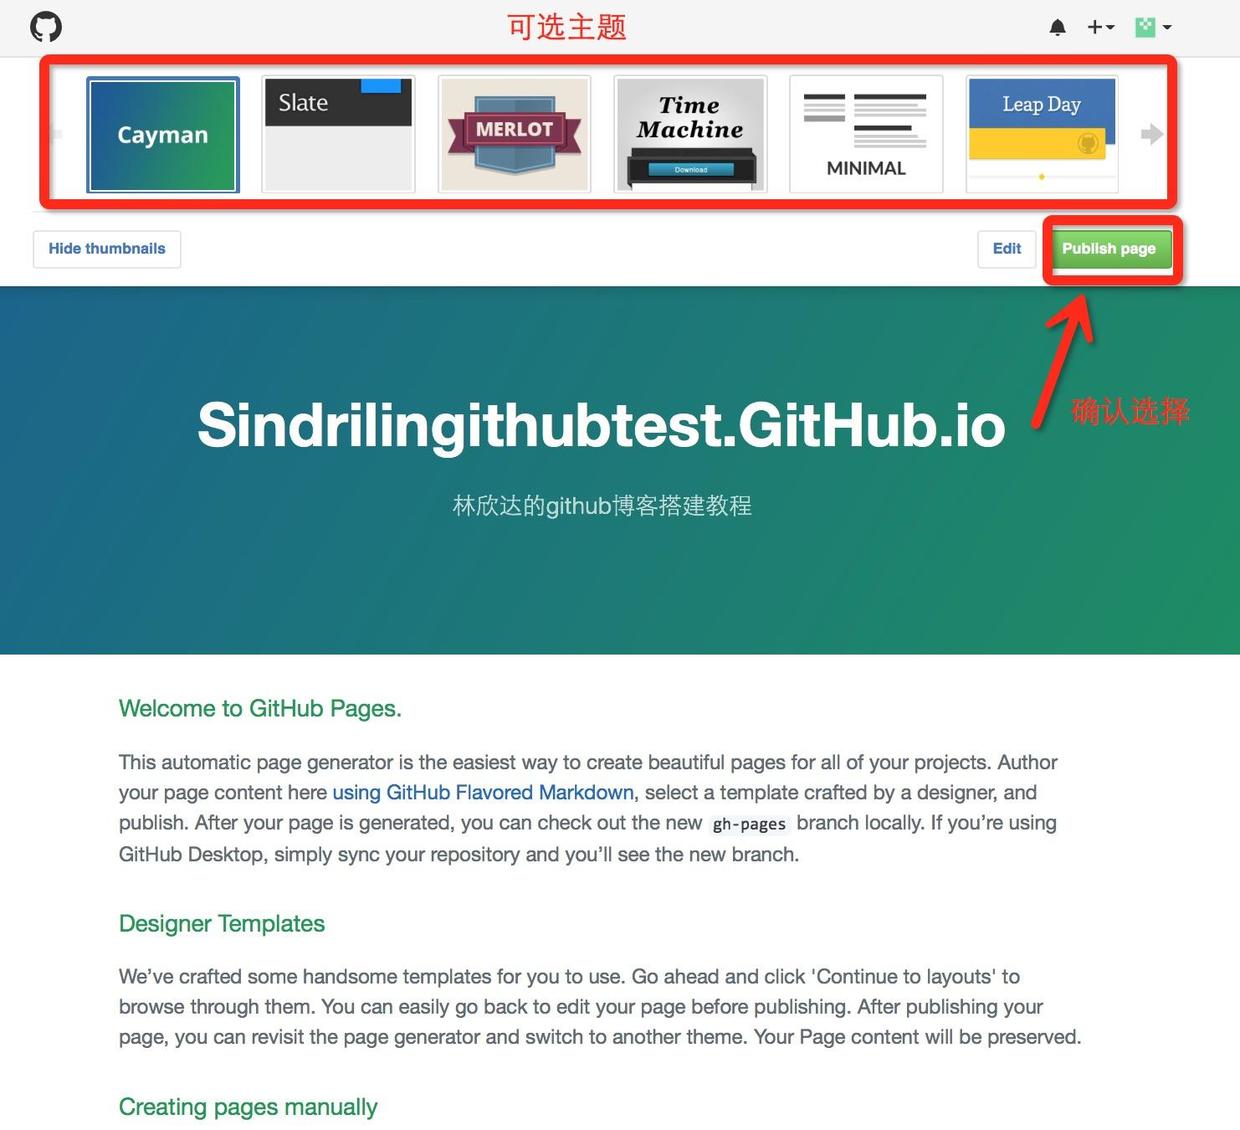 可选主题
Cayman
Slate
MERLOT
Time
Machine
Download
MINIMAL
Leap Day
Hide thumbnails
Edit
Publish page
确认选择
Sindrilingithubtest.GitHub.io
林欣达的github博客搭建教程
Welcome to GitHub Pages.
This automatic page generator is the easiest way to create beautiful pages for all of your projects. Author
your page content here using GitHub Flavored Markdown, select a template crafted by a designer, and
publish. After your page is generated, you can check out the new gh-pages branch locally. If you’re using
GitHub Desktop, simply sync your repository and you’ll see the new branch.
Designer Templates
We’ve crafted some handsome templates for you to use. Go ahead and click 'Continue to layouts' to
browse through them. You can easily go back to edit your page before publishing. After publishing your
page, you can revisit the page generator and switch to another theme. Your Page content will be preserved.
Creating pages manually